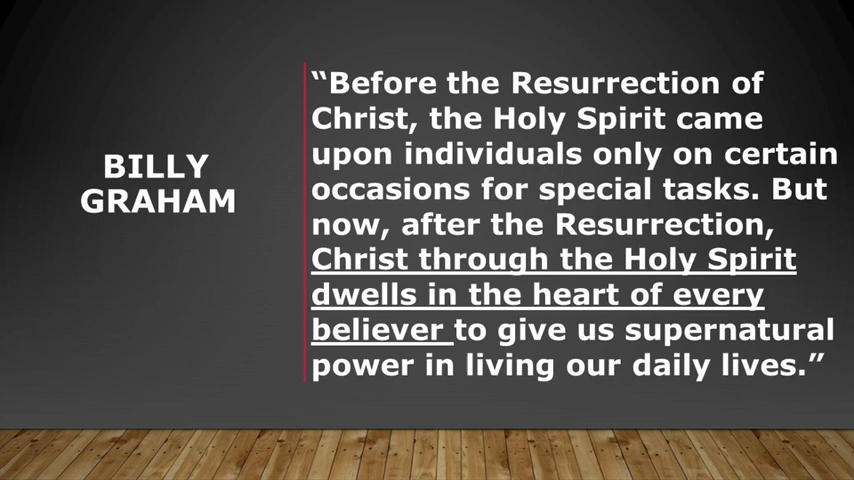 BILLY
GRAHAM
“Before the Resurrection of
Christ, the Holy Spirit came
upon individuals only on certain
occasions for special tasks. But
now, after the Resurrection,
Christ through the Holy Spirit
dwells in the heart of every
believer to give us supernatural
power in living our daily lives.”